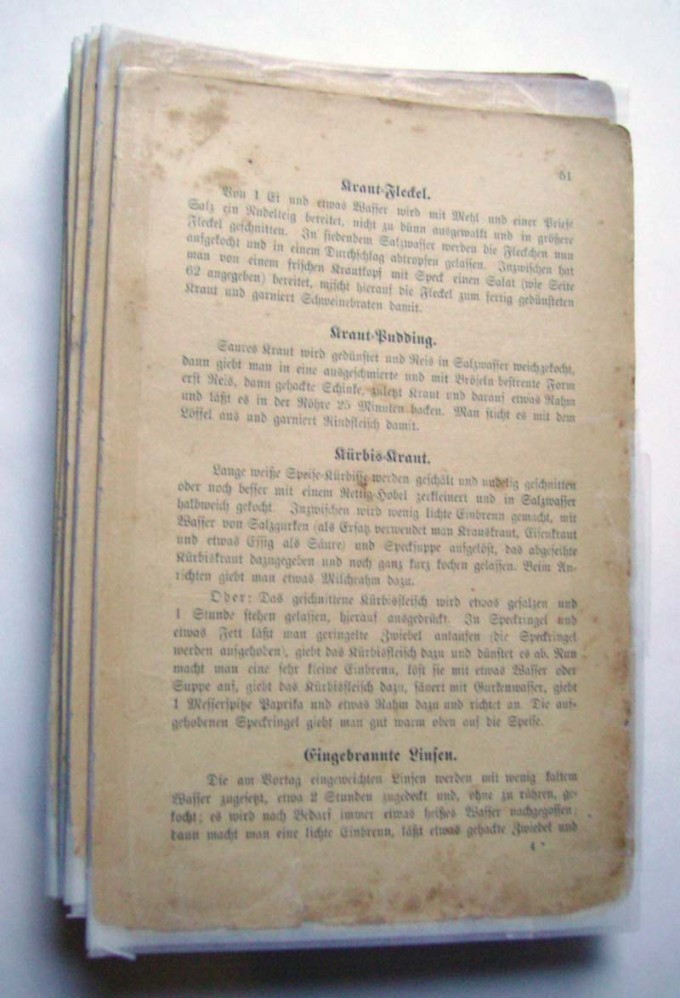 51
Kraut-Fleckel.
Von 1 Ei und etwas Wasser wird mit Mehl und einer Priese
Salz ein Nudelteig bereitet, nicht zu dünn ausgewalkt und in größere
Fleckel geschnitten. In siedendem Salzwasser werden die Fleckchen nun
aufgekocht und in einem Durchschlag abtropfen gelassen. Inzwischen hat
man von einem frischen Krautkopf mit Speck einen Salat (wie Seite
62 angegeben) bereitet, mischt hierauf die Fleckel zum fertig gedünsteten
Kraut und garniert Schweinebraten damit.
Kraut-Pudding.
Saures Kraut wird gedünstet und Reis in Salzwasser weichgekocht,
dann giebt man in eine ausgeschmierte und mit Bröseln bestreute Form
erst Reis, dann gehackte Schinke, zuletzt Kraut und darauf etwas Rahm
und läßt es in der Röhre 25 Minuten backen. Man sticht es mit dem
Löffel aus und garniert Rindfleisch damit.
Kürbis-Kraut.
Lange weiße Speise-Kürbisse werden geschält und nudelig geschnitten
oder noch besser mit einem Rettig-Hobel zerkleinert und in Salzwasser
halbweich gekocht. Inzwischen wird wenig lichte Einbrenn gemacht, mit
Wasser von Salzgurken (als Ersatz verwendet man Krauskraut, Eisenkraut
und etwas Essig als Säure) und Specksuppe aufgelöst, das abgeseihte
Kürbiskraut dazugegeben und noch ganz kurz kochen gelassen. Beim An-
richten giebt man etwas Milchrahm dazu.
Oder: Das geschnittene Kürbisfleisch wird etwas gesalzen und
1 Stunde stehen gelassen, hierauf ausgedrückt. In Speckringel und
etwas Fett läßt man geringelte Zwiebel anlaufen (die Speckringel
werden aufgehoben), giebt das Kürbisfleisch dazu und dünstet es ab. Nun
macht man eine sehr kleine Einbrenn, löst sie mit etwas Wasser oder
Suppe auf, giebt das Kürbisfleisch dazu, säuert mit Gurkenwasser, giebt
1 Messerspitze Paprika und etwas Rahm dazu und richtet an. Die auf-
gehobenen Speckringel giebt man gut warm oben auf die Speise.
Eingebrannte Linsen.
Die am Vortag eingeweichten Linsen werden mit wenig kaltem
Wasser zugesetzt, etwa 2 Stunden zugedeckt und, ohne zu rühren, ge-
kocht; es wird nach Bedarf immer etwas heißes Wasser nachgegossen;
dann macht man eine lichte Einbrenn, läßt etwas gehackte Zwiebel und
4